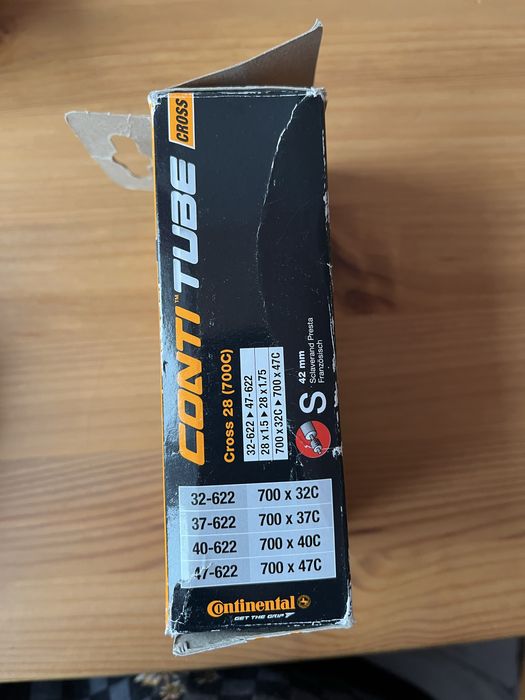 CONTI™ TUBE CROSS
Cross 28 (700C)
32-622 ▸ 47-622
28 x 1.5 ▸ 28 x 1.75
700 x 32C ▸ 700 x 47C
S
42 mm
Sclaverand Presta
Französisch
32-622 700 x 32C
37-622 700 x 37C
40-622 700 x 40C
47-622 700 x 47C
Continental
GET THE GRIP